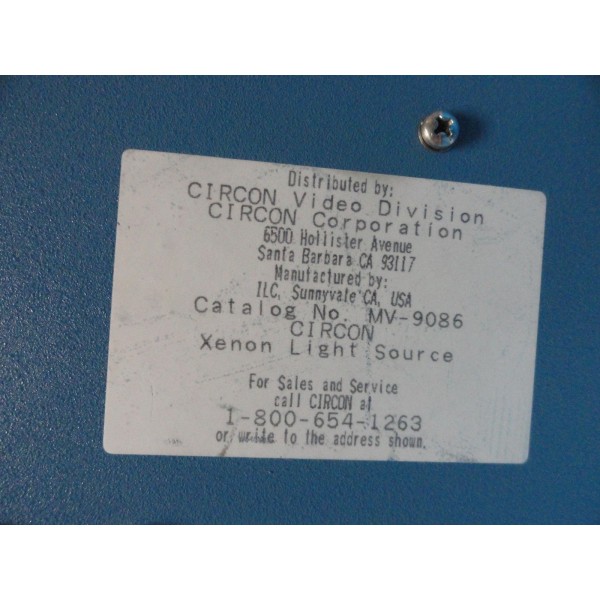 Distributed by:
CIRCON Video Division
CIRCON Corporation
6500 Hollister Avenue
Santa Barbara CA 93117
Manufactured by:
ILC, Sunnyvale CA, USA
Catalog No. MV-9086
CIRCON
Xenon Light Source
For Sales and Service
call CIRCON at
1-800-654-1263
or write to the address shown.